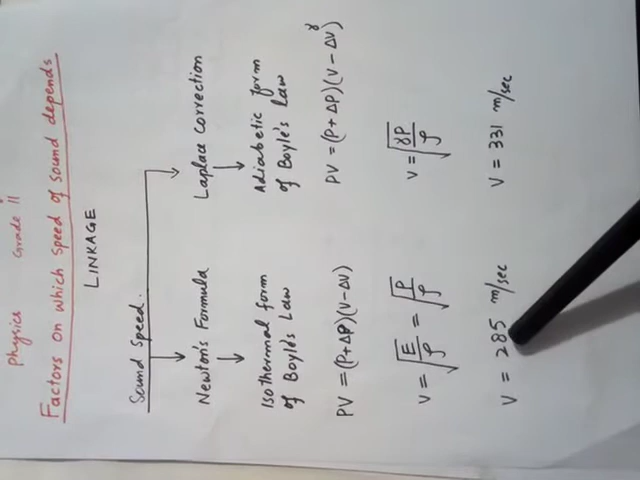 Physics Grade 11
Factors on which speed of sound depends
LINKAGE
Sound Speed.
Newton's Formula
Laplace Correction
Isothermal form
of Boyle's Law
Adiabetic form
of Boyle's Law
PV = (P+ΔP)(V-ΔV)
PV = (P+ΔP)(V-ΔV)^γ
V = √(E/ρ) = √(P/ρ)
V = √(γP/ρ)
V = 285 m/sec
V = 331 m/sec